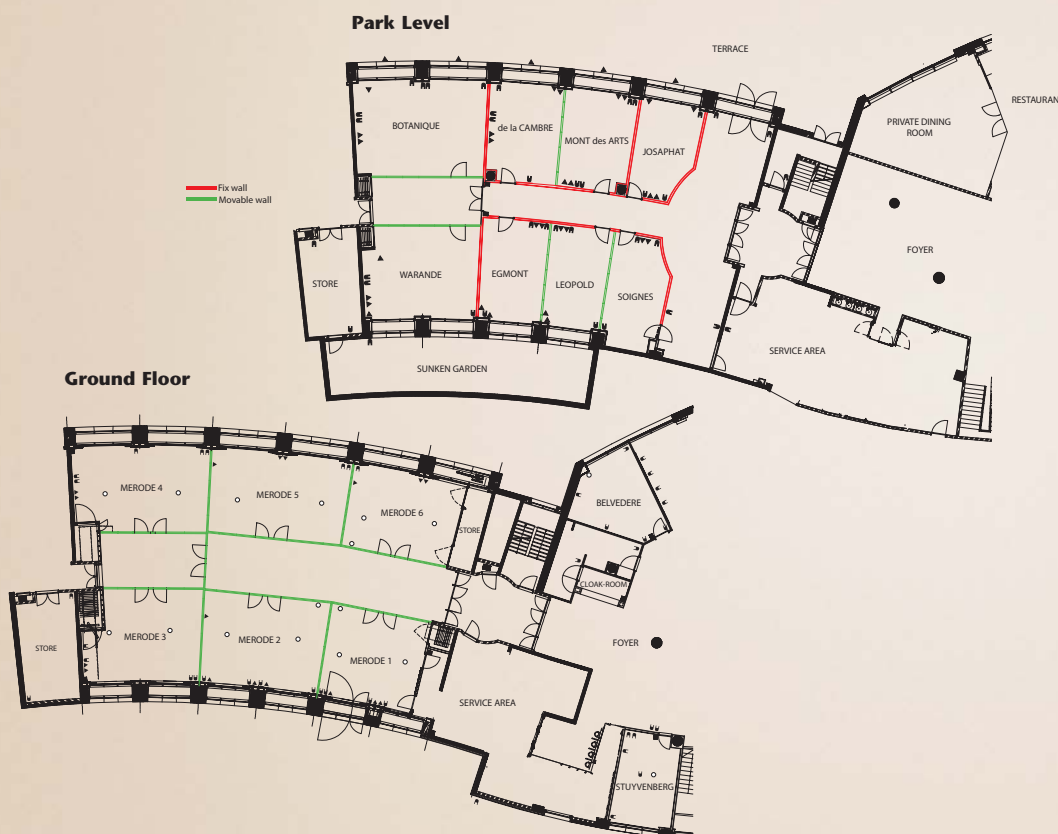 Park Level
TERRACE
RESTAURAN
PRIVATE DINING
ROOM
BOTANIQUE
de la CAMBRE
MONT des ARTS
JOSAPHAT
Fix wall
Movable wall
FOYER
STORE
WARANDE
EGMONT
LEOPOLD
SOIGNES
SERVICE AREA
SUNKEN GARDEN
Ground Floor
MERODE 4
MERODE 5
MERODE 6
STORE
BELVEDERE
CLOAK-ROOM
STORE
MERODE 3
MERODE 2
MERODE 1
FOYER
SERVICE AREA
STUYVENBERG